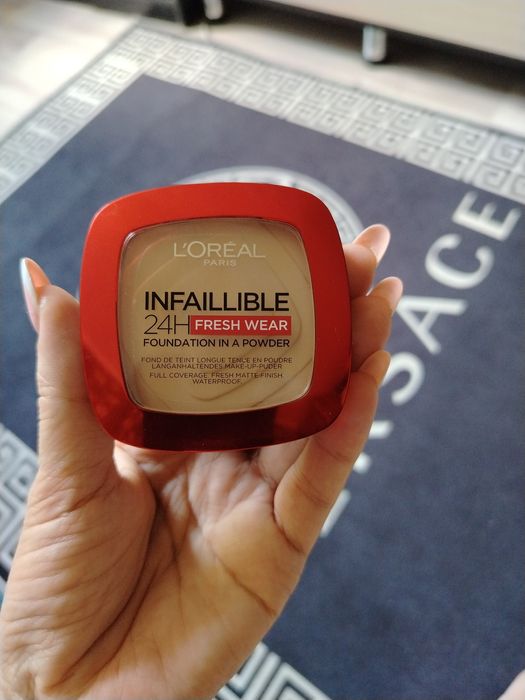 L'ORÉAL
PARIS
INFAILLIBLE
24H FRESH WEAR
FOUNDATION IN A POWDER
FOND DE TEINT LONGUE TENUE EN POUDRE
LANGANHALTENDES MAKE-UP-PUDER
FULL COVERAGE. FRESH MATTE FINISH.
WATERPROOF.
ERSACE